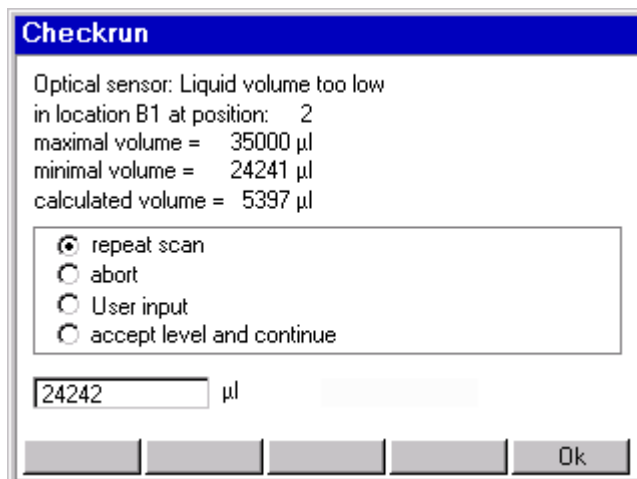 Checkrun
Optical sensor: Liquid volume too low
in location B1 at position: 2
maximal volume = 35000 µl
minimal volume = 24241 µl
calculated volume = 5397 µl
repeat scan
abort
User input
accept level and continue
24242 µl
Ok